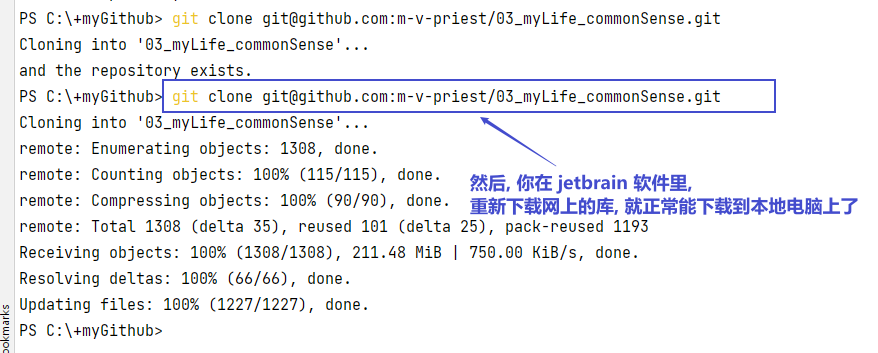 PS C:\+myGithub> git clone git@github.com:m-v-priest/03_myLife_commonSense.git
Cloning into '03_myLife_commonSense'...
and the repository exists.
PS C:\+myGithub> git clone git@github.com:m-v-priest/03_myLife_commonSense.git
Cloning into '03_myLife_commonSense'...
remote: Enumerating objects: 1308, done.
remote: Counting objects: 100% (115/115), done.
remote: Compressing objects: 100% (90/90), done.
remote: Total 1308 (delta 35), reused 101 (delta 25), pack-reused 1193
Receiving objects: 100% (1308/1308), 211.48 MiB | 750.00 KiB/s, done.
Resolving deltas: 100% (66/66), done.
Updating files: 100% (1227/1227), done.
PS C:\+myGithub>
然后, 你在 jetbrain 软件里,
重新下载网上的库, 就正常能下载到本地电脑上了
ookmarks